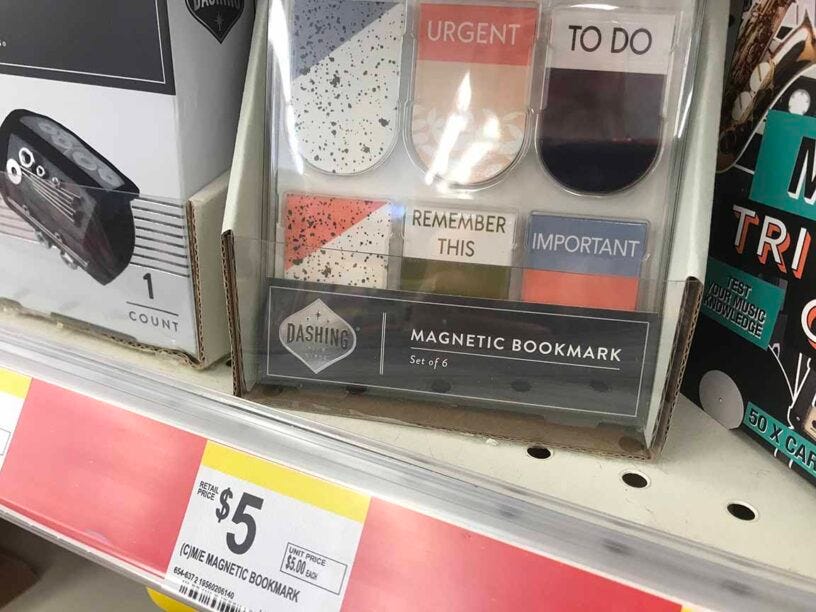 URGENT
TO DO
REMEMBER
THIS
IMPORTANT
1
COUNT
DASHING
MAGNETIC BOOKMARK
Set of 6
TRI
TEST
YOUR MUSIC
KNOWLEDGE
50 X CAR
RETAIL
PRICE
$5
UNIT PRICE
$5.00 EACH
(C)M/E MAGNETIC BOOKMARK